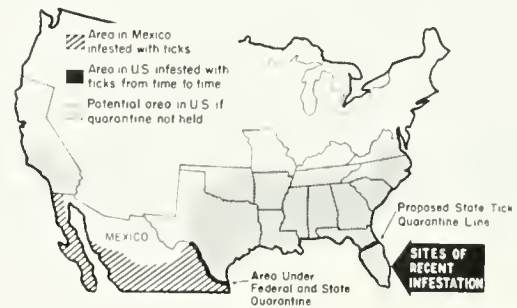 Area in Mexico
infested with ticks
Area in US infested with
ticks from time to time
Potential area in US if
quarantine not held
MEXICO
Proposed State Tick
Quarantine Line
SITES OF
RECENT
INFESTATION
Area Under
Federal and State
Quarantine